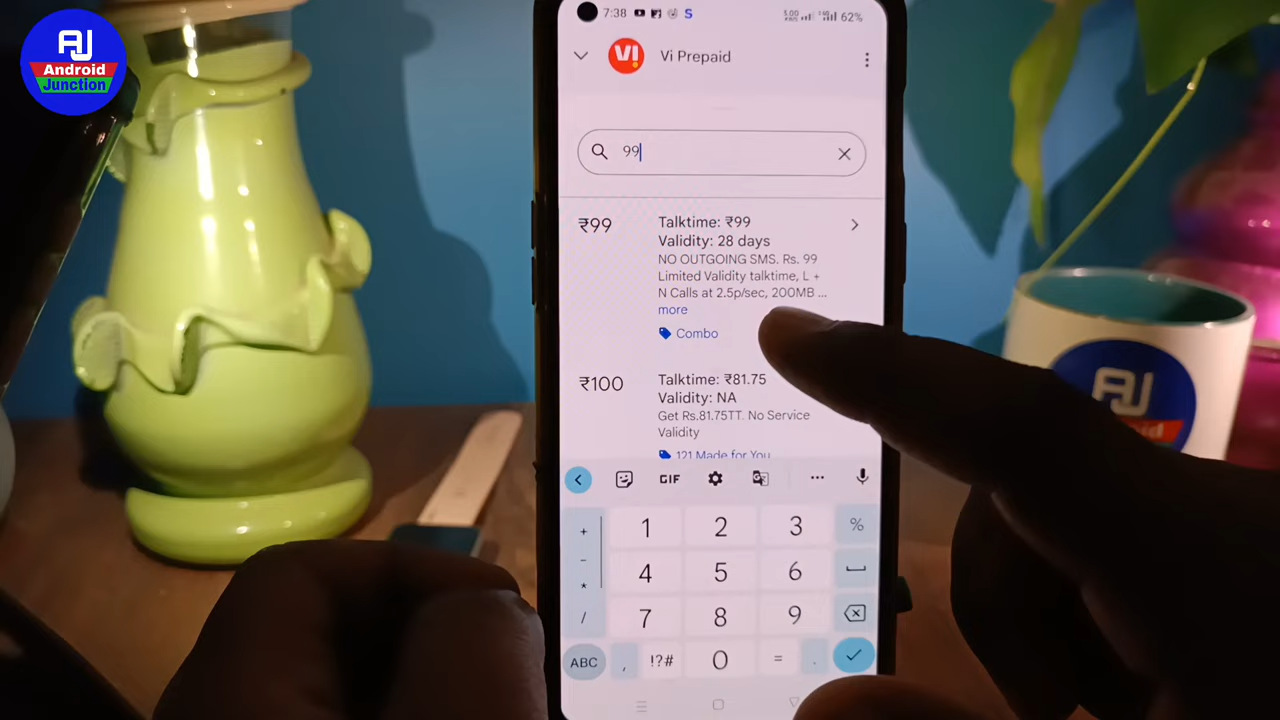 AJ
Android
Junction
7:38
S
62%
VI
Vi Prepaid
99
₹99
Talktime: ₹99
Validity: 28 days
NO OUTGOING SMS. Rs. 99
Limited Validity talktime, L +
N Calls at 2.5p/sec, 200MB ...
more
Combo
₹100
Talktime: ₹81.75
Validity: NA
Get Rs.81.75TT. No Service
Validity
121 Made for You
GIF
...
+ 1 2 3 %
-
* 4 5 6
/ 7 8 9
ABC , !?# 0 = .
AJ